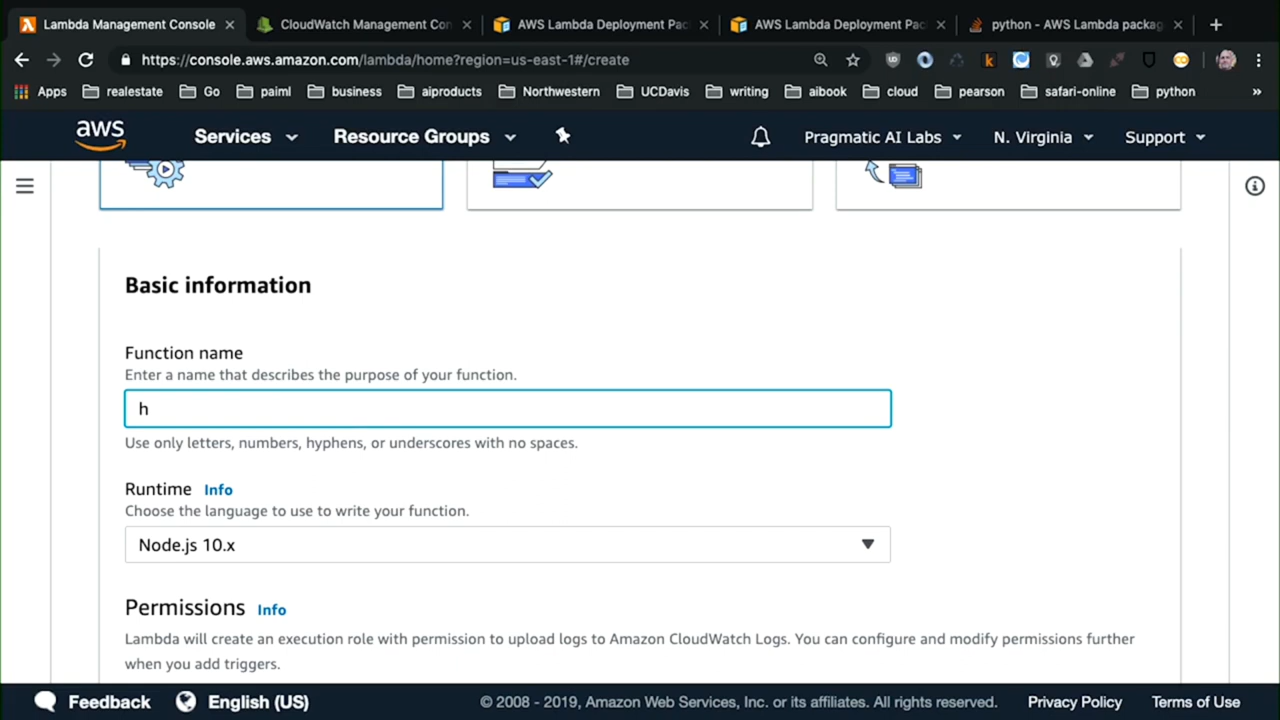 Lambda Management Console
CloudWatch Management Con
AWS Lambda Deployment Pac
AWS Lambda Deployment Pac
python - AWS Lambda packag
https://console.aws.amazon.com/lambda/home?region=us-east-1#/create
Apps realestate Go paiml business aiproducts Northwestern UCDavis writing aibook cloud pearson safari-online python »
aws Services Resource Groups Pragmatic AI Labs N. Virginia Support
Basic information
Function name
Enter a name that describes the purpose of your function.
h
Use only letters, numbers, hyphens, or underscores with no spaces.
Runtime Info
Choose the language to use to write your function.
Node.js 10.x
Permissions Info
Lambda will create an execution role with permission to upload logs to Amazon CloudWatch Logs. You can configure and modify permissions further
when you add triggers.
Feedback English (US) © 2008 - 2019, Amazon Web Services, Inc. or its affiliates. All rights reserved. Privacy Policy Terms of Use